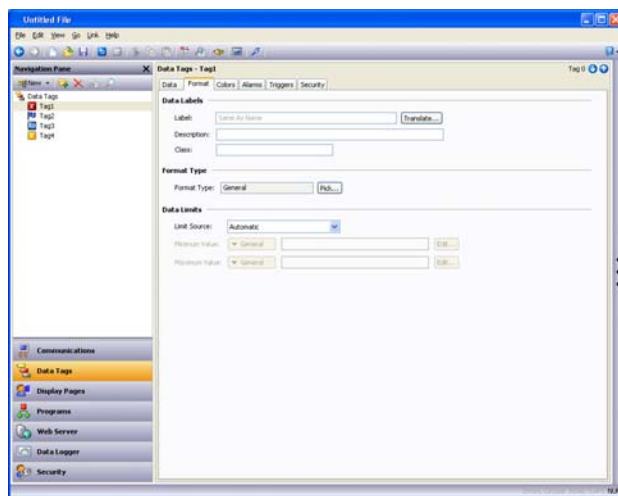 Untitled File
File Edit View Go Link Help
Navigation Pane
New
Data Tags
Tag1
Tag2
Tag3
Tag4
Communications
Data Tags
Display Pages
Programs
Web Server
Data Logger
Security
Data Tags - Tag1 Tag 0
Data Format Colors Alarms Triggers Security
Data Labels
Label: Same As Name Translate...
Description:
Class:
Format Type
Format Type: General Pick...
Data Limits
Limit Source: Automatic
Minimum Value: General Edit...
Maximum Value: General Edit...